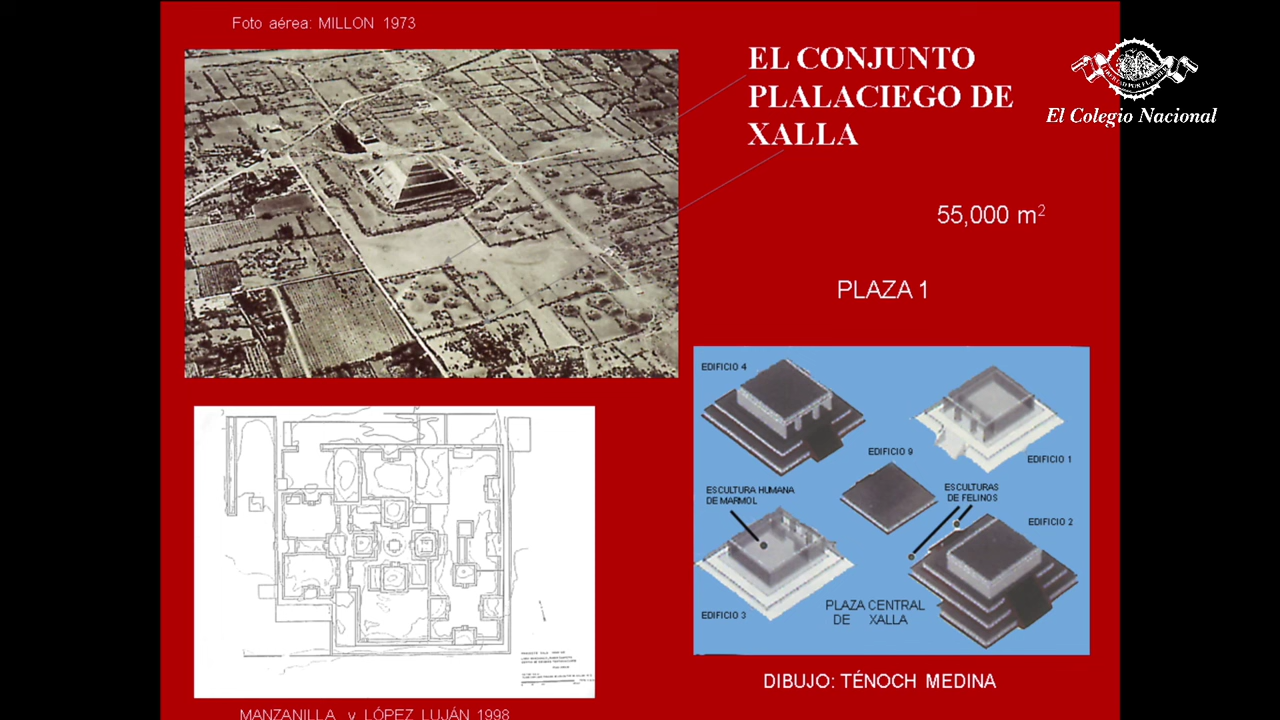 Foto aérea: MILLON 1973
EL CONJUNTO
PLALACIEGO DE
XALLA
El Colegio Nacional
55,000 m²
PLAZA 1
EDIFICIO 4
EDIFICIO 1
EDIFICIO 9
ESCULTURA HUMANA
DE MARMOL
ESCULTURAS
DE FELINOS
EDIFICIO 2
EDIFICIO 3
PLAZA CENTRAL
DE XALLA
DIBUJO: TÉNOCH MEDINA
MANZANILLA y LÓPEZ LUJÁN 1998